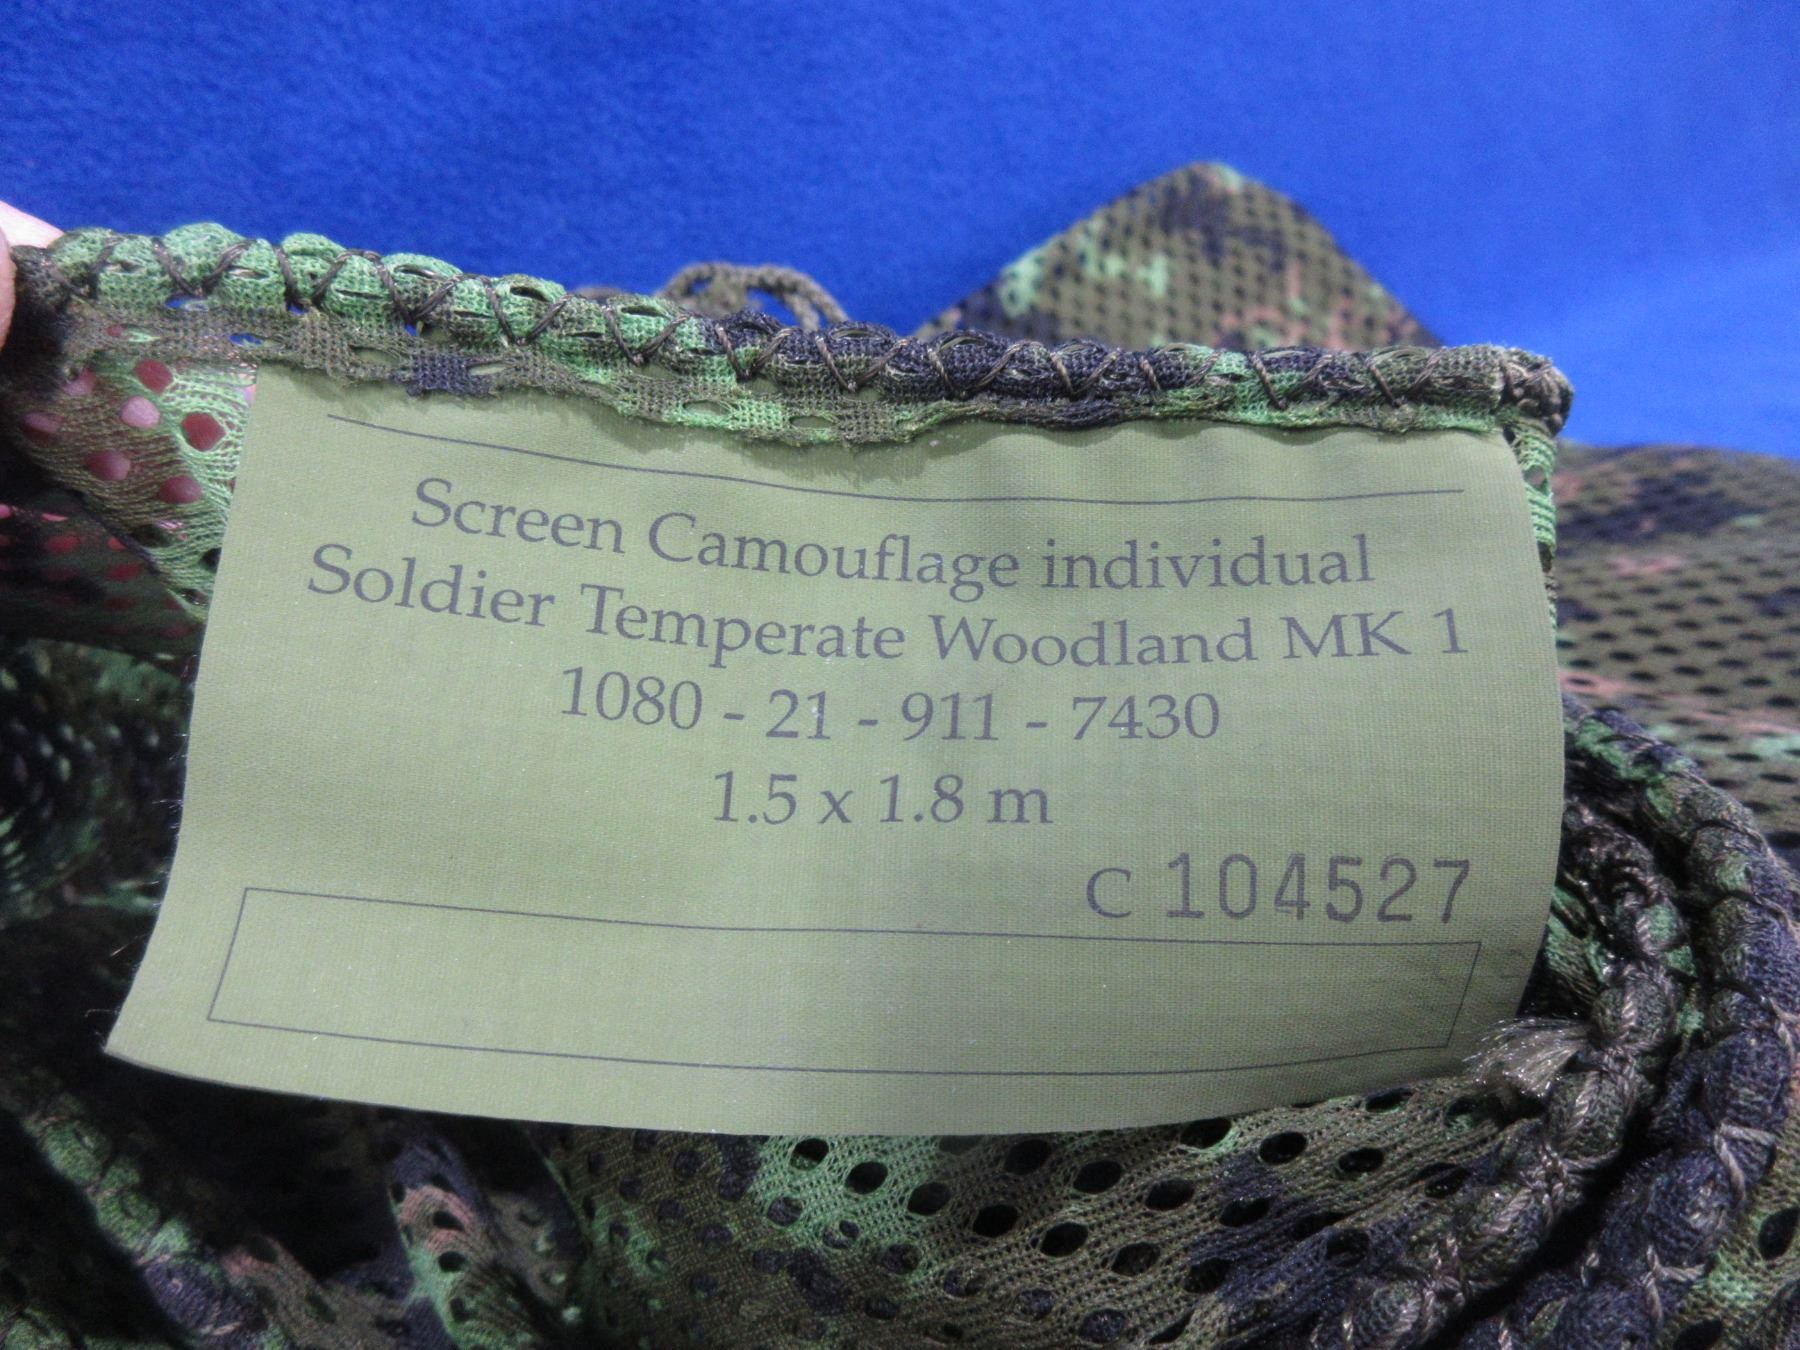 Screen Camouflage individual
Soldier Temperate Woodland MK 1
1080 - 21 - 911 - 7430
1.5 x 1.8 m
C 104527